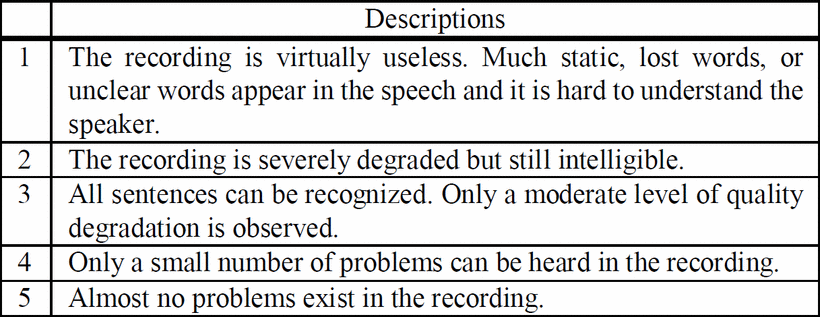 Descriptions
1 The recording is virtually useless. Much static, lost words, or
unclear words appear in the speech and it is hard to understand the
speaker.
2 The recording is severely degraded but still intelligible.
3 All sentences can be recognized. Only a moderate level of quality
degradation is observed.
4 Only a small number of problems can be heard in the recording.
5 Almost no problems exist in the recording.